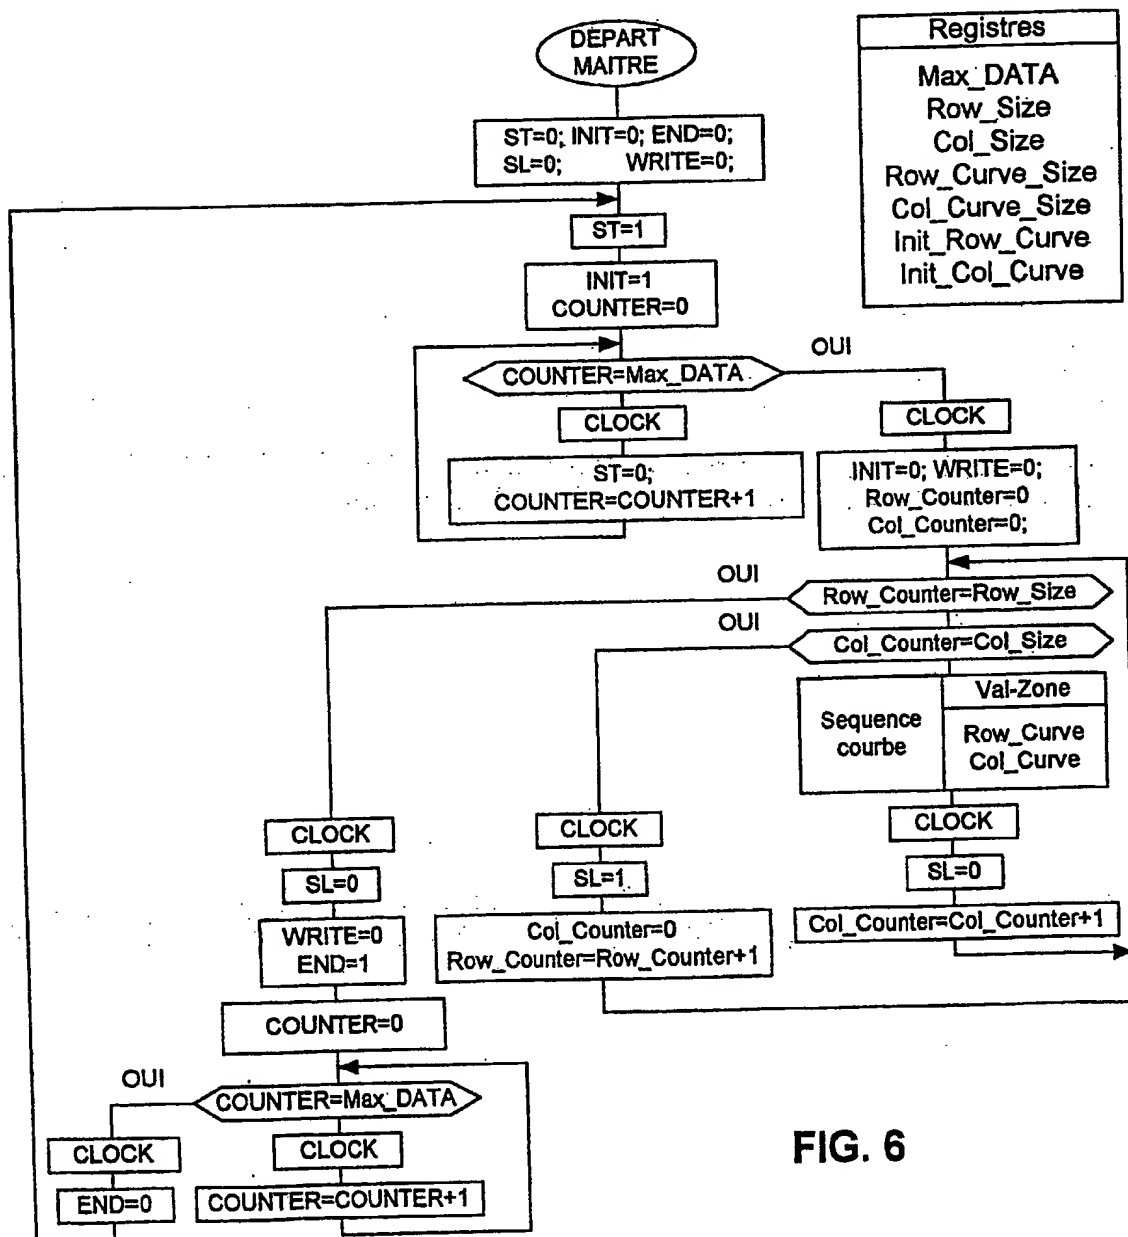 DEPART
MAITRE
Registres
Max_DATA
Row_Size
Col_Size
Row_Curve_Size
Col_Curve_Size
Init_Row_Curve
Init_Col_Curve
ST=0; INIT=0; END=0;
SL=0; WRITE=0;
ST=1
INIT=1
COUNTER=0
OUI
COUNTER=Max_DATA
CLOCK
ST=0;
COUNTER=COUNTER+1
CLOCK
INIT=0; WRITE=0;
Row_Counter=0
Col_Counter=0;
OUI
Row_Counter=Row_Size
OUI
Col_Counter=Col_Size
Sequence
courbe
Val-Zone
Row_Curve
Col_Curve
CLOCK
SL=0
WRITE=0
END=1
COUNTER=0
CLOCK
SL=1
Col_Counter=0
Row_Counter=Row_Counter+1
CLOCK
SL=0
Col_Counter=Col_Counter+1
OUI
COUNTER=Max_DATA
CLOCK
END=0
CLOCK
COUNTER=COUNTER+1
FIG. 6